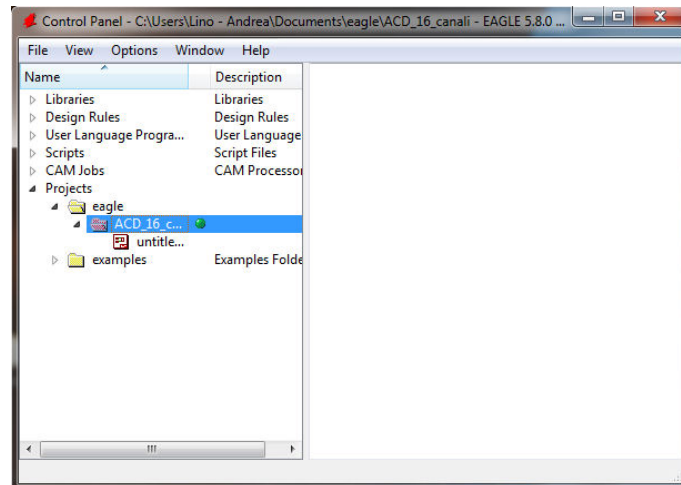 Control Panel - C:\Users\Lino - Andrea\Documents\eagle\ACD_16_canali - EAGLE 5.8.0 ...
File View Options Window Help
Name Description
Libraries Libraries
Design Rules Design Rules
User Language Progra... User Language
Scripts Script Files
CAM Jobs CAM Processor
Projects
eagle
ACD_16_c...
untitle...
examples Examples Folde